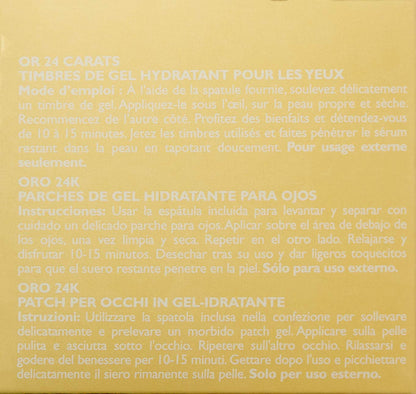 OR 24 CARATS
TIMBRES DE GEL HYDRATANT POUR LES YEUX
Mode d'emploi : A l'aide de la spatule fournie, soulevez délicatement
un timbre de gel. Appliquez-le sous l'œil, sur la peau propre et sèche.
Recommencez de l'autre côté. Profitez des bienfaits et détendez-vous
de 10 à 15 minutes. Jetez les timbres utilisés et faites pénétrer le sérum
restant dans la peau en tapotant doucement. Pour usage externe
seulement.
ORO 24K
PARCHES DE GEL HIDRATANTE PARA OJOS
Instrucciones: Usar la espátula incluida para levantar y separar con
cuidado un delicado parche para ojos. Aplicar sobre el área de debajo de
los ojos, una vez limpia y seca. Repetir en el otro lado. Relajarse y
disfrutar 10-15 minutos. Desechar tras su uso y dar ligeros toquecitos
para que el suero restante penetre en la piel. Sólo para uso externo.
ORO 24K
PATCH PER OCCHI IN GEL-IDRATANTE
Istruzioni: Utilizzare la spatola inclusa nella confezione per sollevare
delicatamente e prelevare un morbido patch gel. Applicare sulla pelle
pulita e asciutta sotto l'occhio. Ripetere sull'altro occhio. Rilassarsi e
godere del benessere per 10-15 minuti. Gettare dopo l'uso e picchiettare
delicatamente il siero rimanente sulla pelle. Solo per uso esterno.